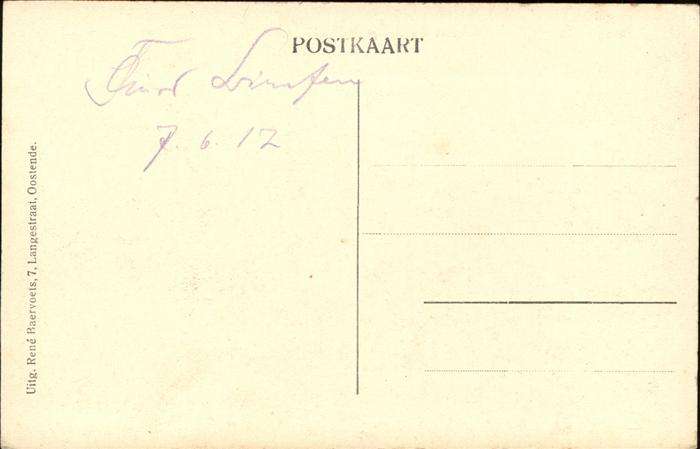 POSTKAART
7. 6. 12
Uitg. René Baervoets, 7, Langestraat, Oostende.